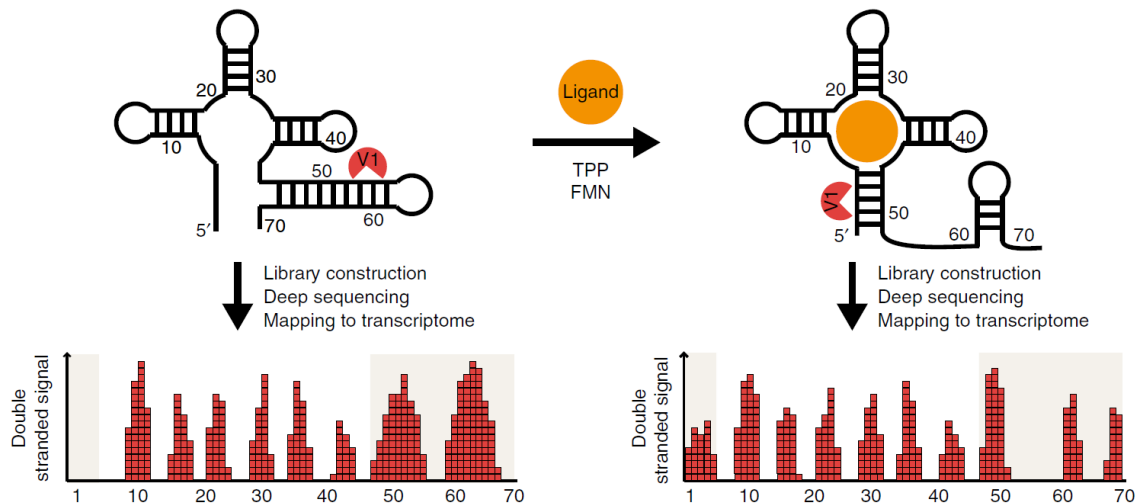 20
30
10
40
50
V1
5′
70
60
Ligand
TPP
FMN
20
30
10
40
V1
50
5′
60
70
Library construction
Deep sequencing
Mapping to transcriptome
Library construction
Deep sequencing
Mapping to transcriptome
Double
stranded signal
1 10 20 30 40 50 60 70
Double
stranded signal
1 10 20 30 40 50 60 70